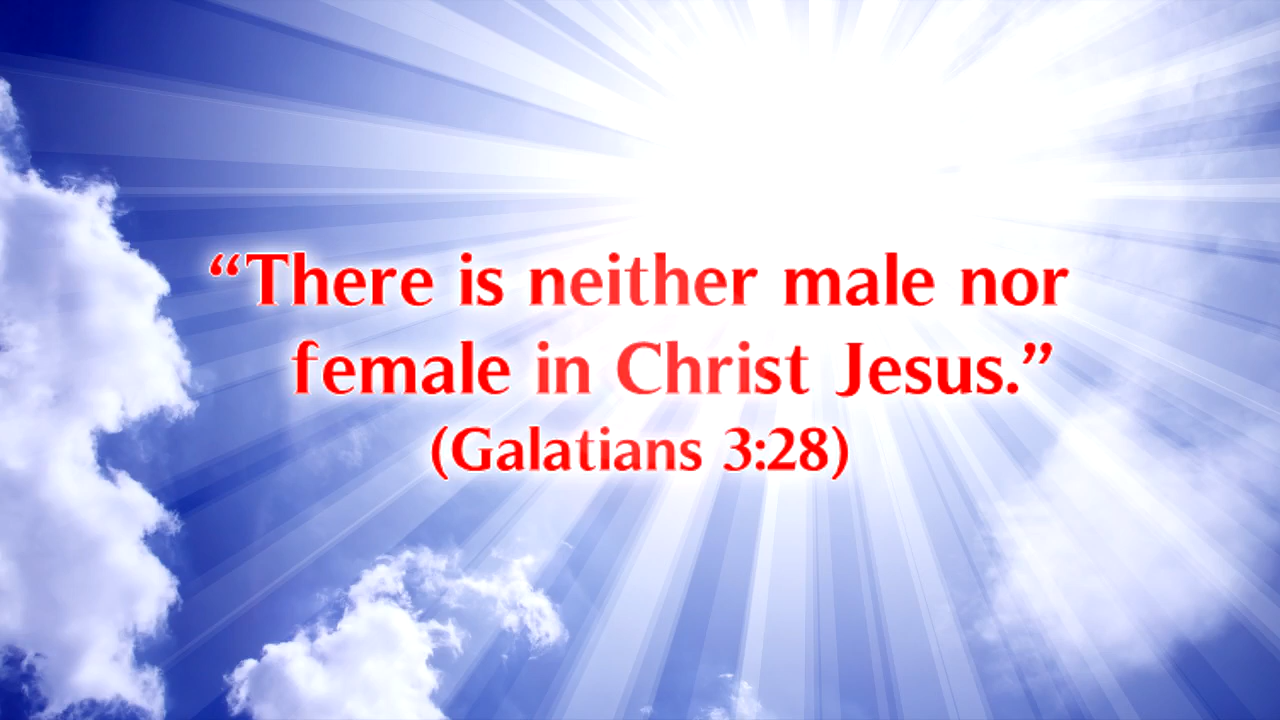 “There is neither male nor
female in Christ Jesus.”
(Galatians 3:28)